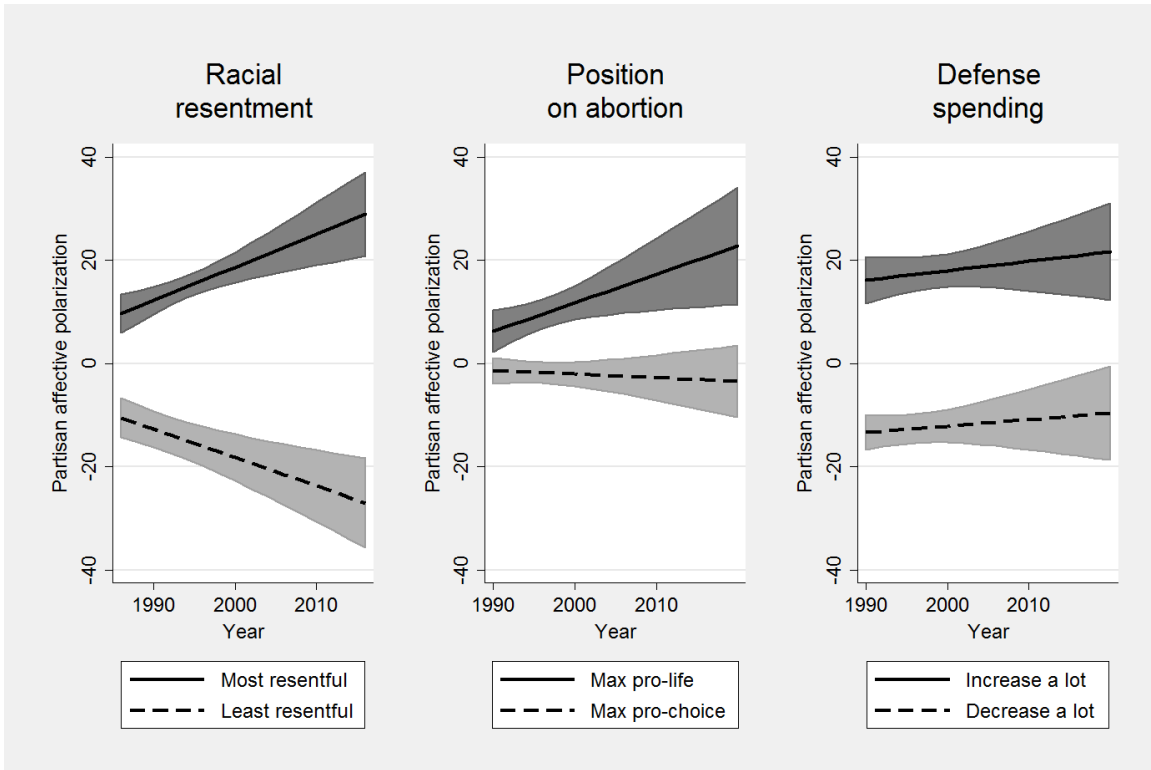 Racial
resentment
Partisan affective polarization
40
20
0
-20
-40
1990
2000
2010
Year
Most resentful
Least resentful
Position
on abortion
Partisan affective polarization
40
20
0
-20
-40
1990
2000
2010
Year
Max pro-life
Max pro-choice
Defense
spending
Partisan affective polarization
40
20
0
-20
-40
1990
2000
2010
Year
Increase a lot
Decrease a lot